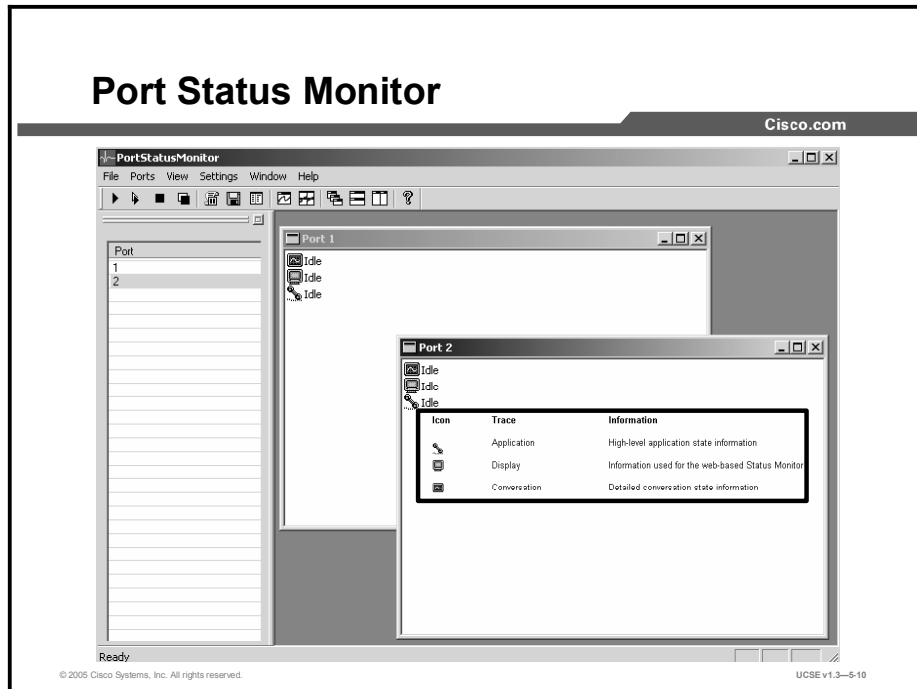 Port Status Monitor
Cisco.com
PortStatusMonitor
File Ports View Settings Window Help
Port
1
2
Port 1
Idle
Idle
Idle
Port 2
Idle
Idle
Idle
Icon Trace Information
Application High-level application state information
Display Information used for the web-based Status Monitor
Conversation Detailed conversation state information
Ready
© 2005 Cisco Systems, Inc. All rights reserved.
UCSE v1.3—5-10